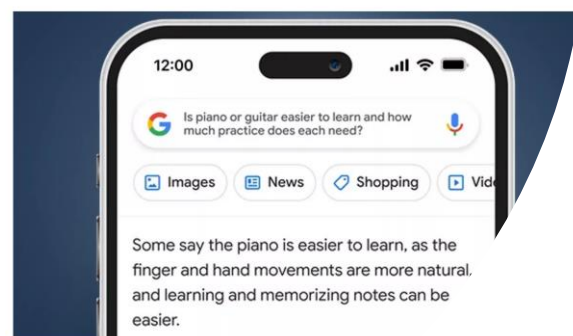 12:00
Is piano or guitar easier to learn and how
much practice does each need?
Images News Shopping
Some say the piano is easier to learn, as the
finger and hand movements are more natural,
and learning and memorizing notes can be
easier.